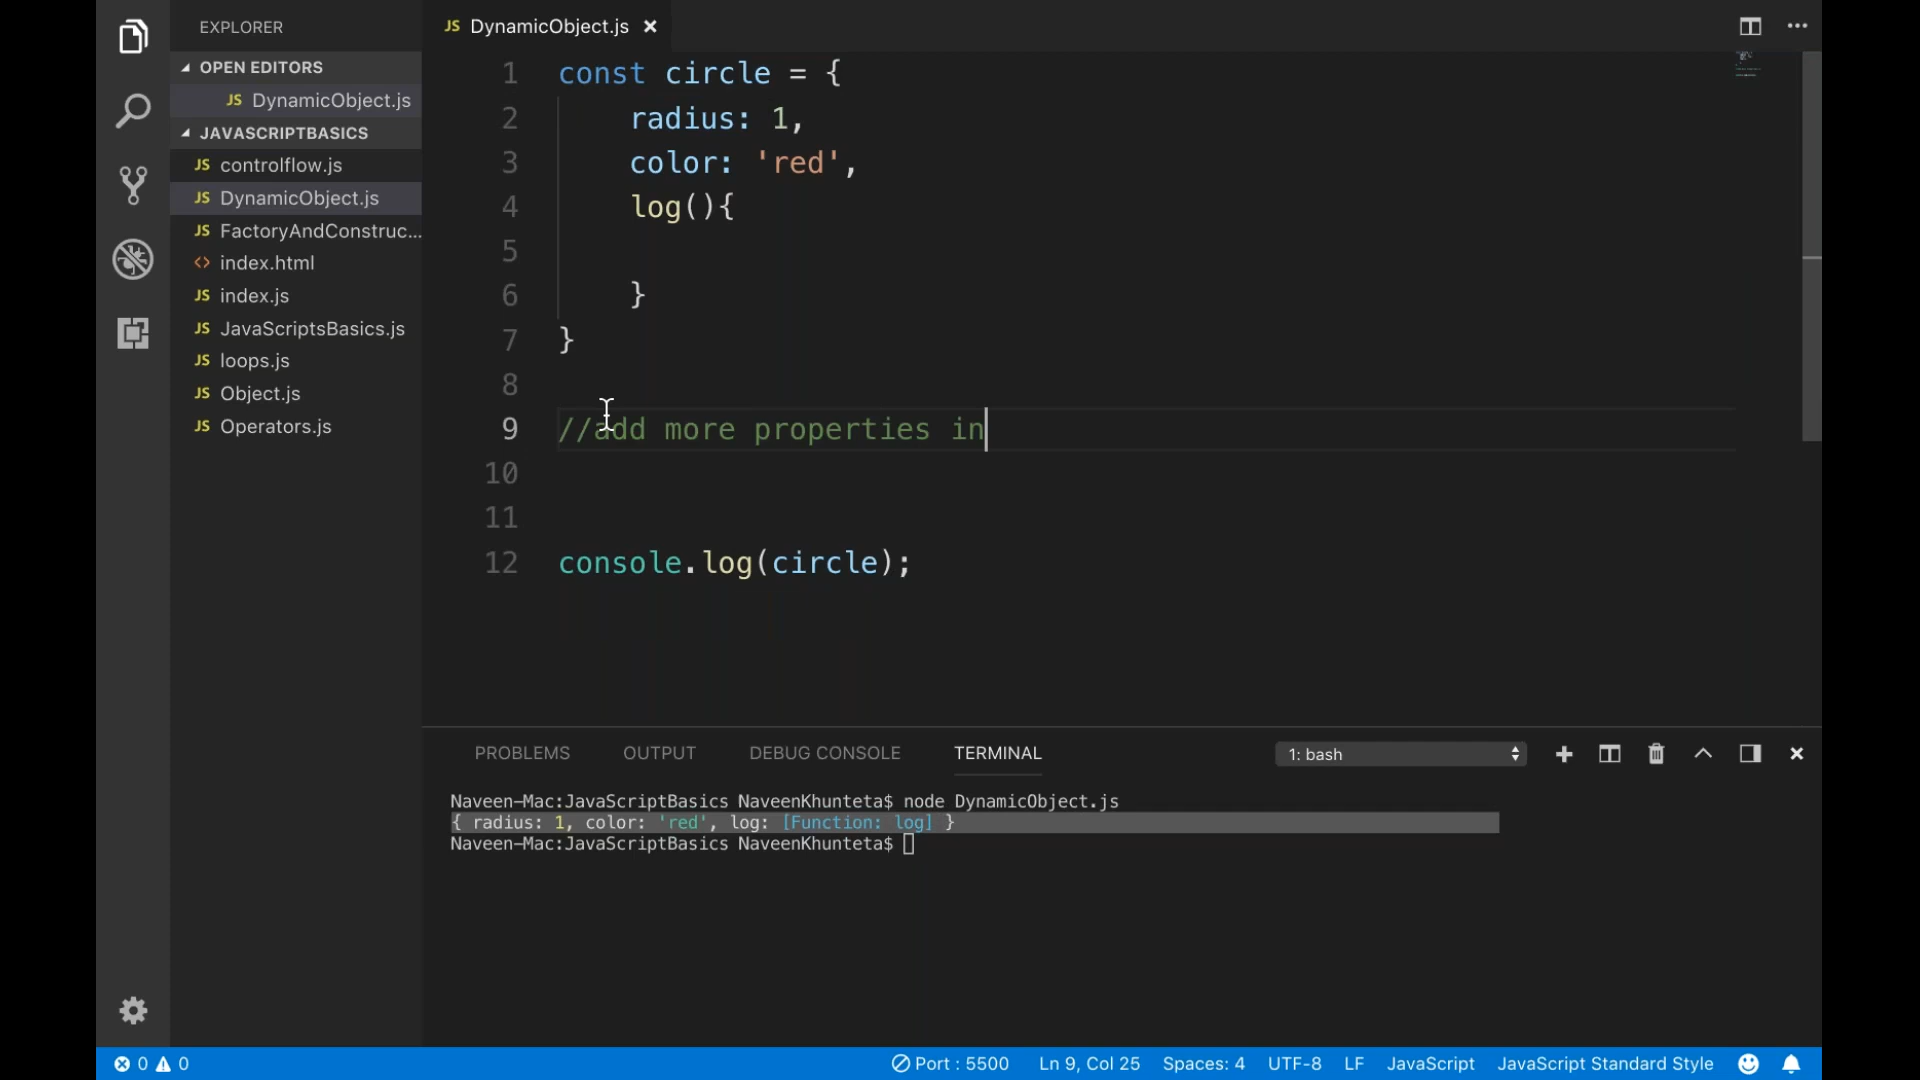 EXPLORER
OPEN EDITORS
JS DynamicObject.js
JAVASCRIPTBASICS
JS controlflow.js
JS DynamicObject.js
JS FactoryAndConstruc...
<> index.html
JS index.js
JS JavaScriptsBasics.js
JS loops.js
JS Object.js
JS Operators.js
JS DynamicObject.js
1 const circle = {
2 radius: 1,
3 color: 'red',
4 log(){
5
6 }
7 }
8
9 //add more properties in
10
11
12 console.log(circle);
PROBLEMS OUTPUT DEBUG CONSOLE TERMINAL 1: bash
Naveen-Mac:JavaScriptBasics NaveenKhunteta$ node DynamicObject.js
{ radius: 1, color: 'red', log: [Function: log] }
Naveen-Mac:JavaScriptBasics NaveenKhunteta$
0 0 Port : 5500 Ln 9, Col 25 Spaces: 4 UTF-8 LF JavaScript JavaScript Standard Style